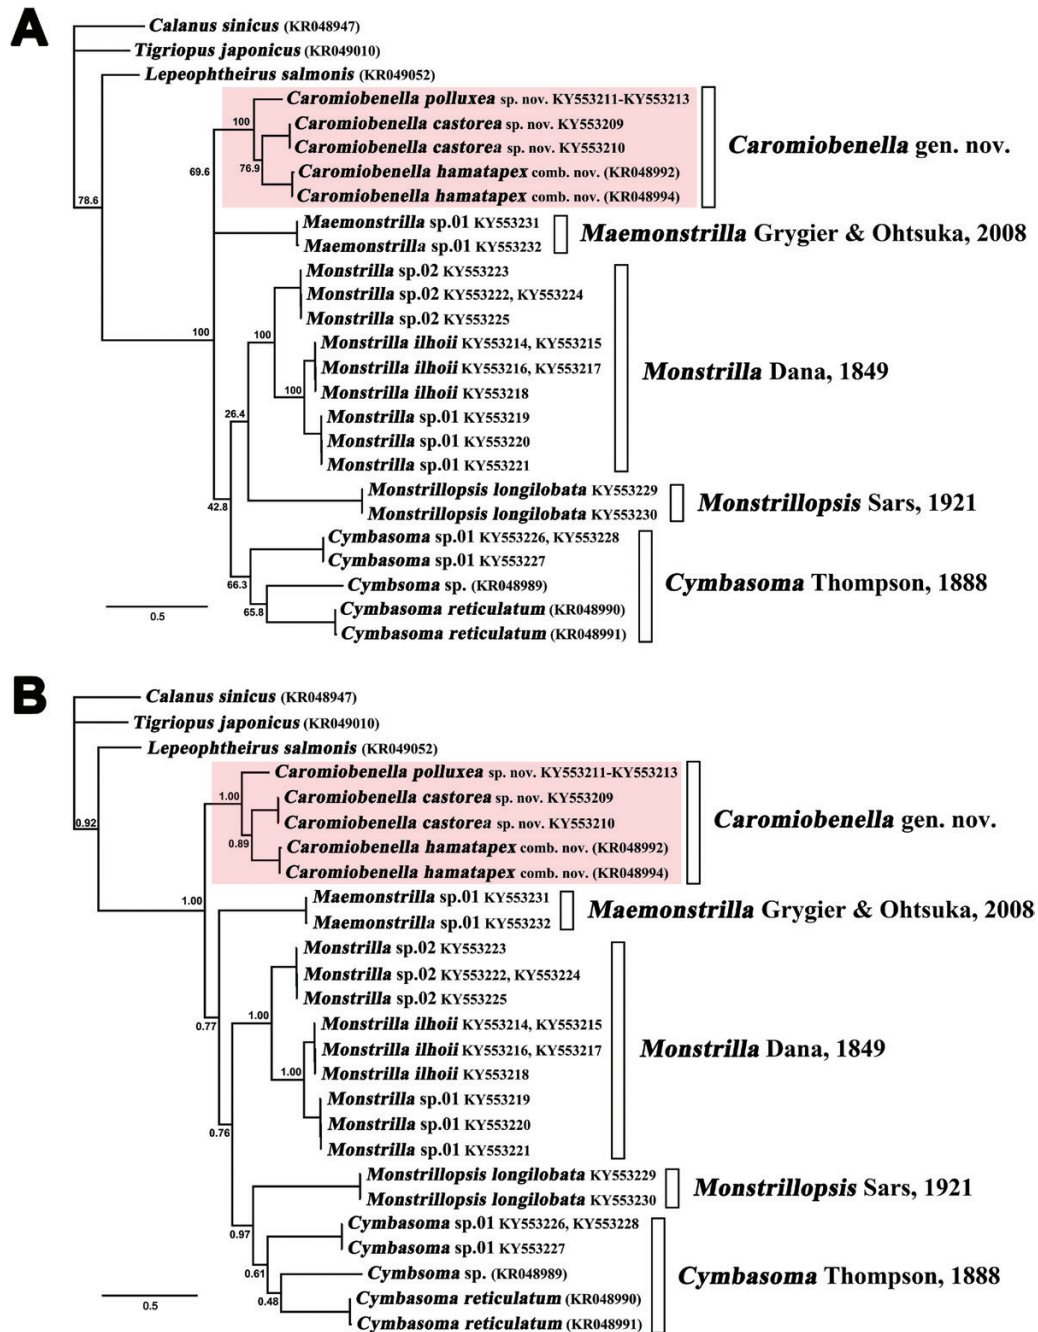 A
Calanus sinicus (KR048947)
Tigriopus japonicus (KR049010)
Lepeophtheirus salmonis (KR049052)
Caromiobenella polluxea sp. nov. KY553211-KY553213
100
Caromiobenella castorea sp. nov. KY553209
Caromiobenella castorea sp. nov. KY553210
Caromiobenella gen. nov.
76.9
69.6
Caromiobenella hamatapex comb. nov. (KR048992)
Caromiobenella hamatapex comb. nov. (KR048994)
78.6
Maemonstrilla sp.01 KY553231
Maemonstrilla sp.01 KY553232
Maemonstrilla Grygier & Ohtsuka, 2008
Monstrilla sp.02 KY553223
Monstrilla sp.02 KY553222, KY553224
Monstrilla sp.02 KY553225
100
100
Monstrilla ilhoii KY553214, KY553215
Monstrilla ilhoii KY553216, KY553217
Monstrilla Dana, 1849
100
Monstrilla ilhoii KY553218
26.4
Monstrilla sp.01 KY553219
Monstrilla sp.01 KY553220
Monstrilla sp.01 KY553221
Monstrillopsis longilobata KY553229
Monstrillopsis longilobata KY553230
Monstrillopsis Sars, 1921
42.8
Cymbasoma sp.01 KY553226, KY553228
Cymbasoma sp.01 KY553227
66.3
Cymbsoma sp. (KR048989)
Cymbasoma Thompson, 1888
65.8
Cymbasoma reticulatum (KR048990)
Cymbasoma reticulatum (KR048991)
0.5
B
Calanus sinicus (KR048947)
Tigriopus japonicus (KR049010)
Lepeophtheirus salmonis (KR049052)
Caromiobenella polluxea sp. nov. KY553211-KY553213
1.00
Caromiobenella castorea sp. nov. KY553209
0.92
Caromiobenella castorea sp. nov. KY553210
Caromiobenella gen. nov.
0.89
Caromiobenella hamatapex comb. nov. (KR048992)
Caromiobenella hamatapex comb. nov. (KR048994)
1.00
Maemonstrilla sp.01 KY553231
Maemonstrilla sp.01 KY553232
Maemonstrilla Grygier & Ohtsuka, 2008
Monstrilla sp.02 KY553223
Monstrilla sp.02 KY553222, KY553224
Monstrilla sp.02 KY553225
1.00
0.77
Monstrilla ilhoii KY553214, KY553215
Monstrilla ilhoii KY553216, KY553217
Monstrilla Dana, 1849
1.00
Monstrilla ilhoii KY553218
Monstrilla sp.01 KY553219
Monstrilla sp.01 KY553220
0.76
Monstrilla sp.01 KY553221
Monstrillopsis longilobata KY553229
Monstrillopsis longilobata KY553230
Monstrillopsis Sars, 1921
0.97
Cymbasoma sp.01 KY553226, KY553228
Cymbasoma sp.01 KY553227
0.61
Cymbsoma sp. (KR048989)
Cymbasoma Thompson, 1888
0.48
Cymbasoma reticulatum (KR048990)
Cymbasoma reticulatum (KR048991)
0.5